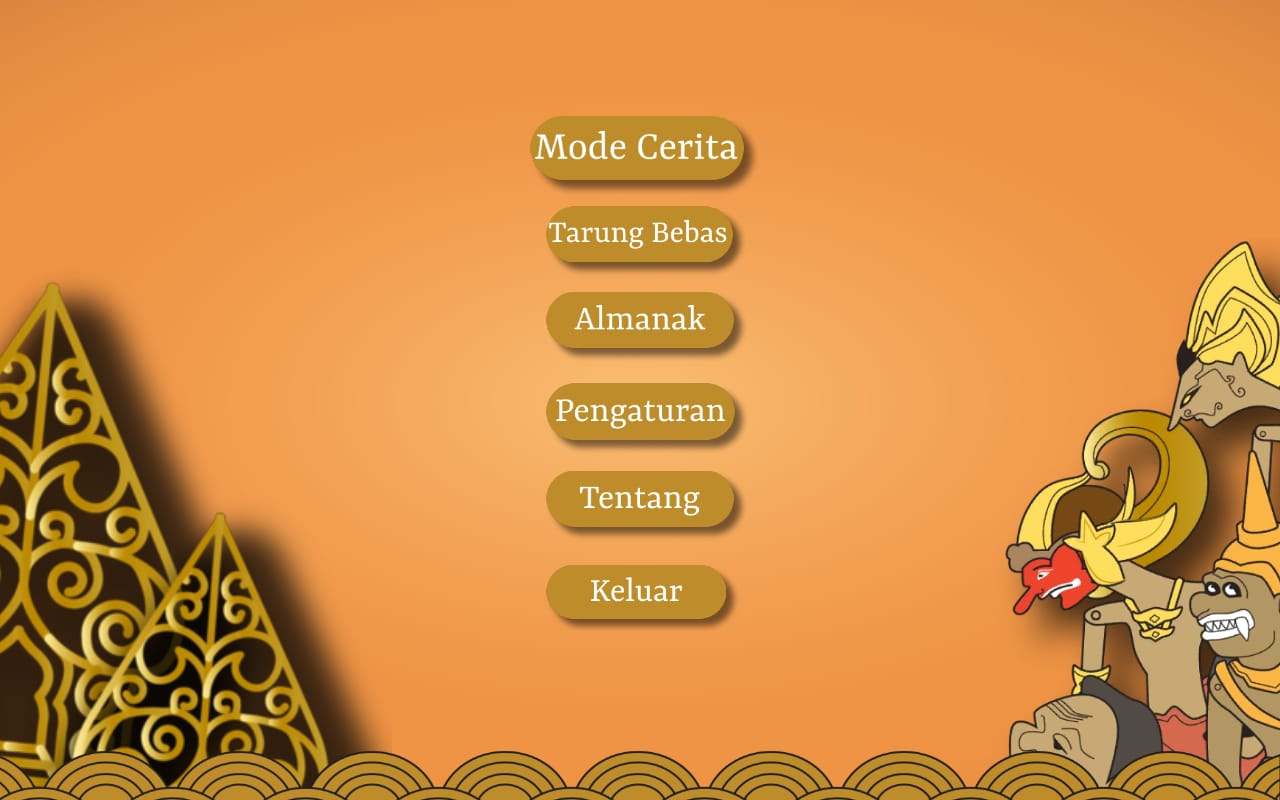 Mode Cerita
Tarung Bebas
Almanak
Pengaturan
Tentang
Keluar